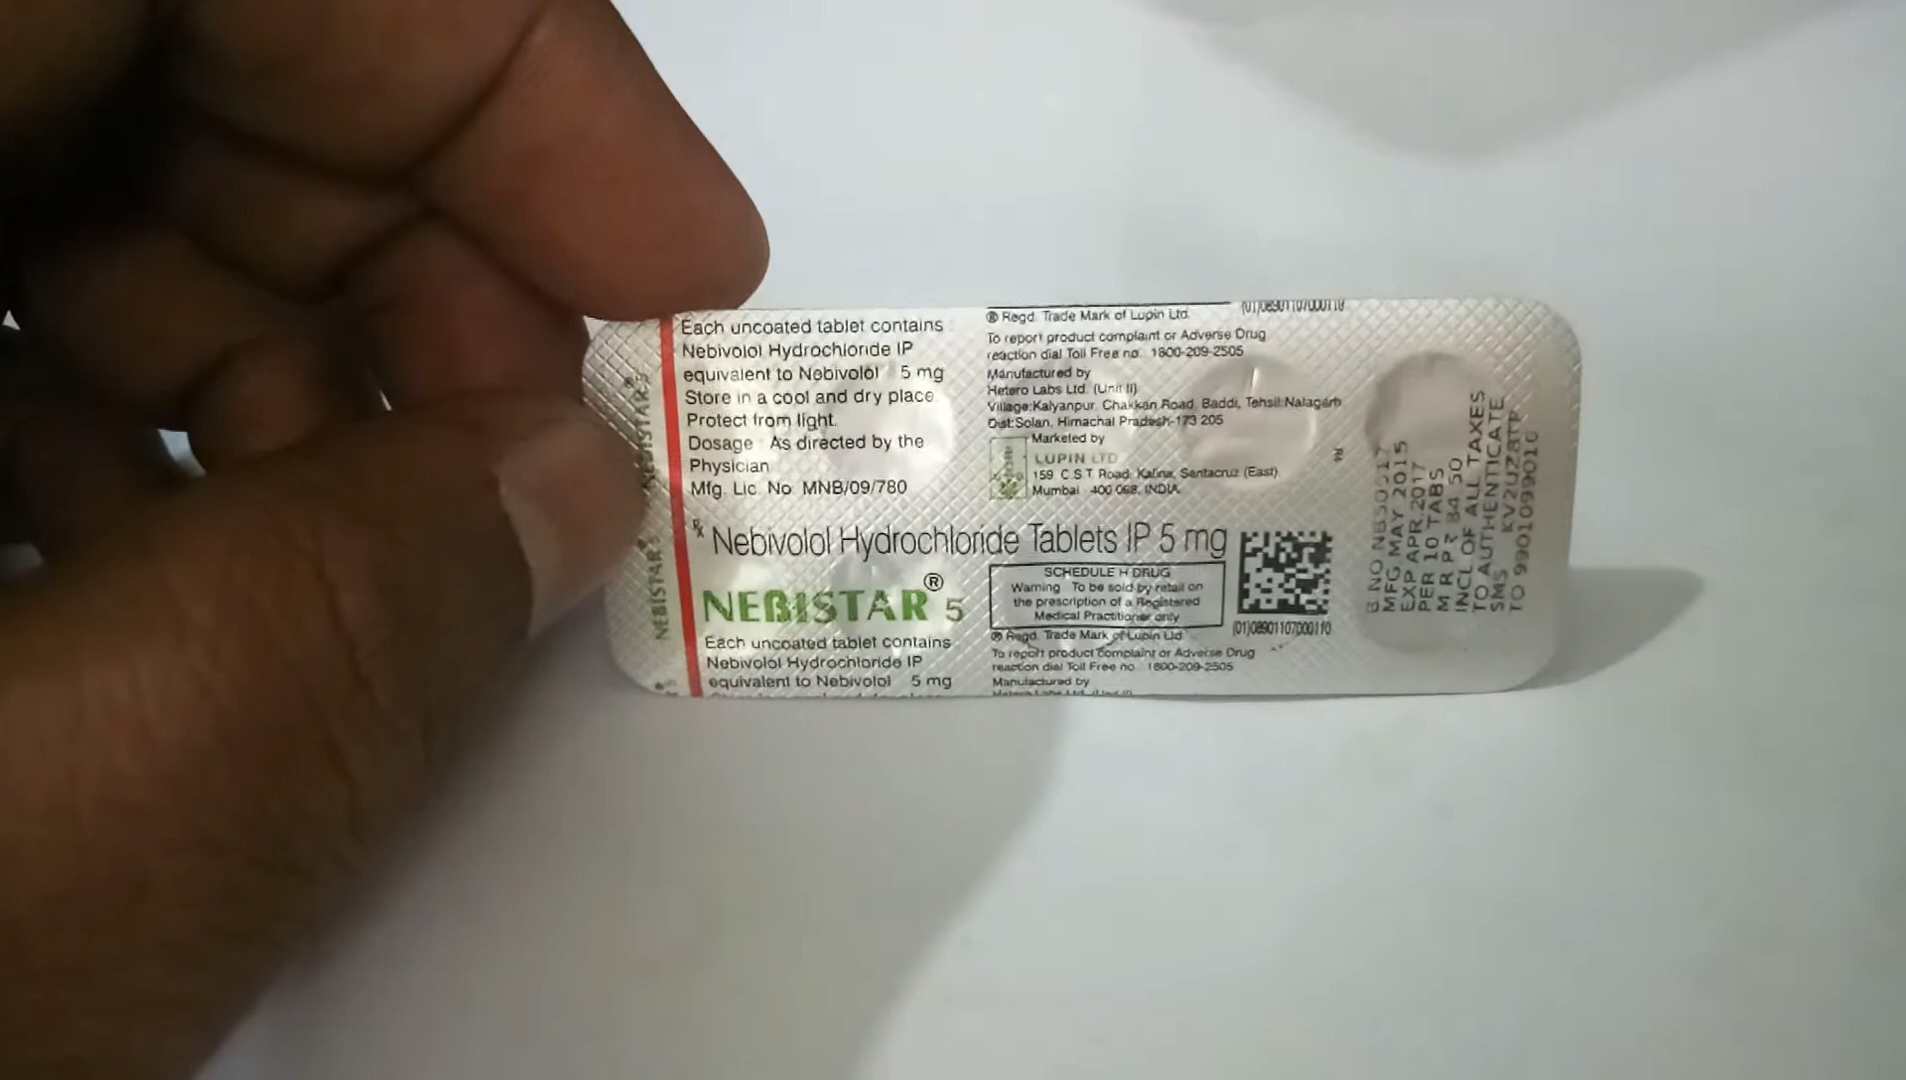 NEBISTAR® 5
NEBISTAR®
Each uncoated tablet contains
Nebivolol Hydrochloride IP
equivalent to Nebivolol 5 mg
Store in a cool and dry place.
Protect from light.
Dosage : As directed by the
Physician
Mfg. Lic. No. MNB/09/780
® Regd. Trade Mark of Lupin Ltd.
(01)08901107000110
To report product complaint or Adverse Drug
reaction dial Toll Free no. 1800-209-2505
Manufactured by
Hetero Labs Ltd. (Unit II)
Village:Kalyanpur, Chakkan Road, Baddi, Tehsil:Nalagarh
Dist:Solan, Himachal Pradesh-173 205
Marketed by
LUPIN LTD
159 C.S.T Road, Kalina, Santacruz (East)
Mumbai 400 098. INDIA
Rx Nebivolol Hydrochloride Tablets IP 5 mg
NEBISTAR® 5
SCHEDULE H DRUG
Warning To be sold by retail on
the prescription of a Registered
Medical Practitioner only
(01)08901107000110
Each uncoated tablet contains
Nebivolol Hydrochloride IP
equivalent to Nebivolol 5 mg
® Regd. Trade Mark of Lupin Ltd
To report product complaint or Adverse Drug
reaction dial Toll Free no. 1800-209-2505
Manufactured by
B.NO.
MFG.MAY 2015
EXP.APR.2017
PER 10 TABS
M R P ₹ 84 50
INCL OF ALL TAXES
TO AUTHENTICATE
SMS KV2UZATP
TO 9901099010